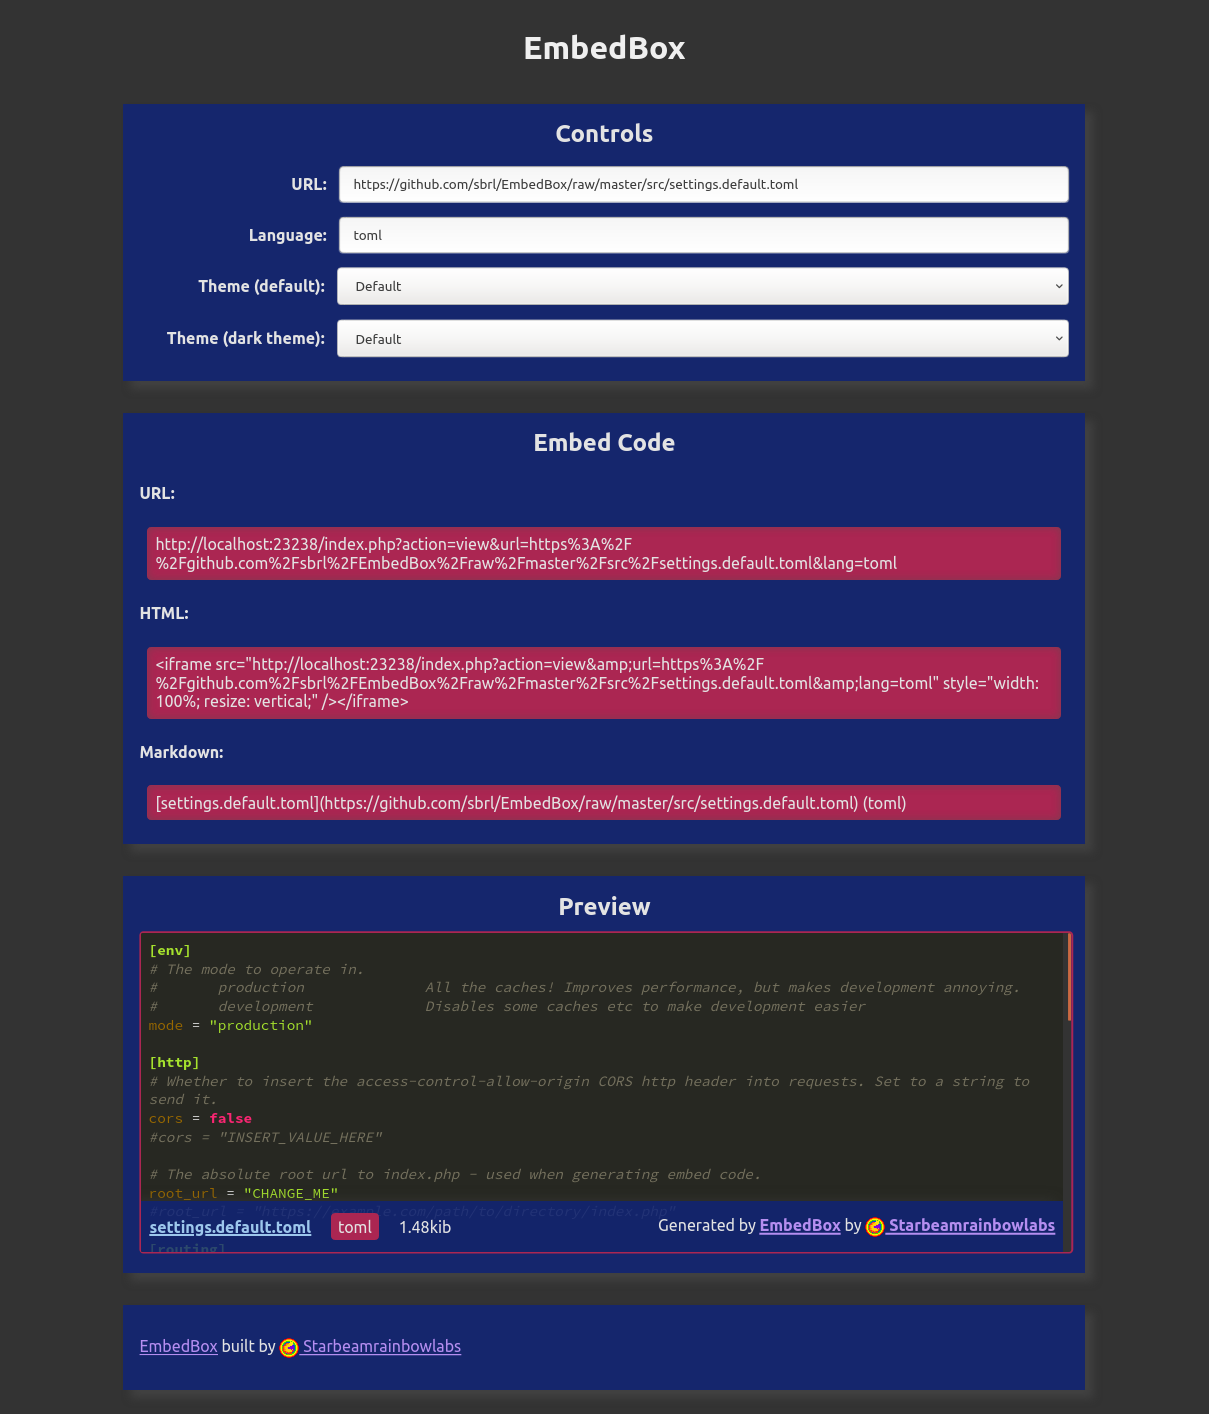 EmbedBox
Controls
URL: https://github.com/sbrl/EmbedBox/raw/master/src/settings.default.toml
Language: toml
Theme (default): Default
Theme (dark theme): Default
Embed Code
URL:
http://localhost:23238/index.php?action=view&url=https%3A%2F
%2Fgithub.com%2Fsbrl%2FEmbedBox%2Fraw%2Fmaster%2Fsrc%2Fsettings.default.toml&lang=toml
HTML:
<iframe src="http://localhost:23238/index.php?action=view&amp;url=https%3A%2F
%2Fgithub.com%2Fsbrl%2FEmbedBox%2Fraw%2Fmaster%2Fsrc%2Fsettings.default.toml&amp;lang=toml" style="width:
100%; resize: vertical;" /></iframe>
Markdown:
[settings.default.toml](https://github.com/sbrl/EmbedBox/raw/master/src/settings.default.toml) (toml)
Preview
[env]
# The mode to operate in.
#       production              All the caches! Improves performance, but makes development annoying.
#       development             Disables some caches etc to make development easier
mode = "production"
[http]
# Whether to insert the access-control-allow-origin CORS http header into requests. Set to a string to
send it.
cors = false
#cors = "INSERT_VALUE_HERE"
# The absolute root url to index.php - used when generating embed code.
root_url = "CHANGE_ME"
#root_url = "https://example.com/path/to/directory/index.php"
settings.default.toml toml 1.48kib Generated by EmbedBox by Starbeamrainbowlabs
[routing]
EmbedBox built by Starbeamrainbowlabs